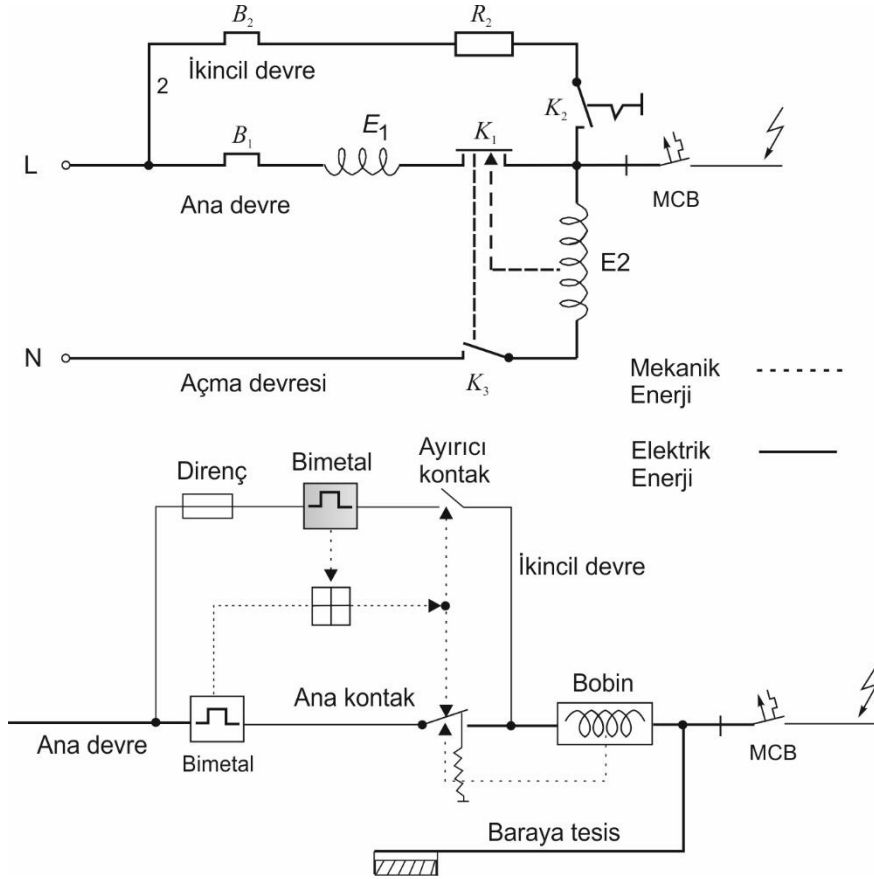 B₂
R₂
İkincil devre
2
K₂
B₁
E₁
K₁
L
Ana devre
MCB
E2
N
Açma devresi
K₃
Mekanik
Enerji
Elektrik
Enerji
Direnç
Bimetal
Ayırıcı
kontak
İkincil devre
Ana kontak
Bobin
Ana devre
Bimetal
MCB
Baraya tesis